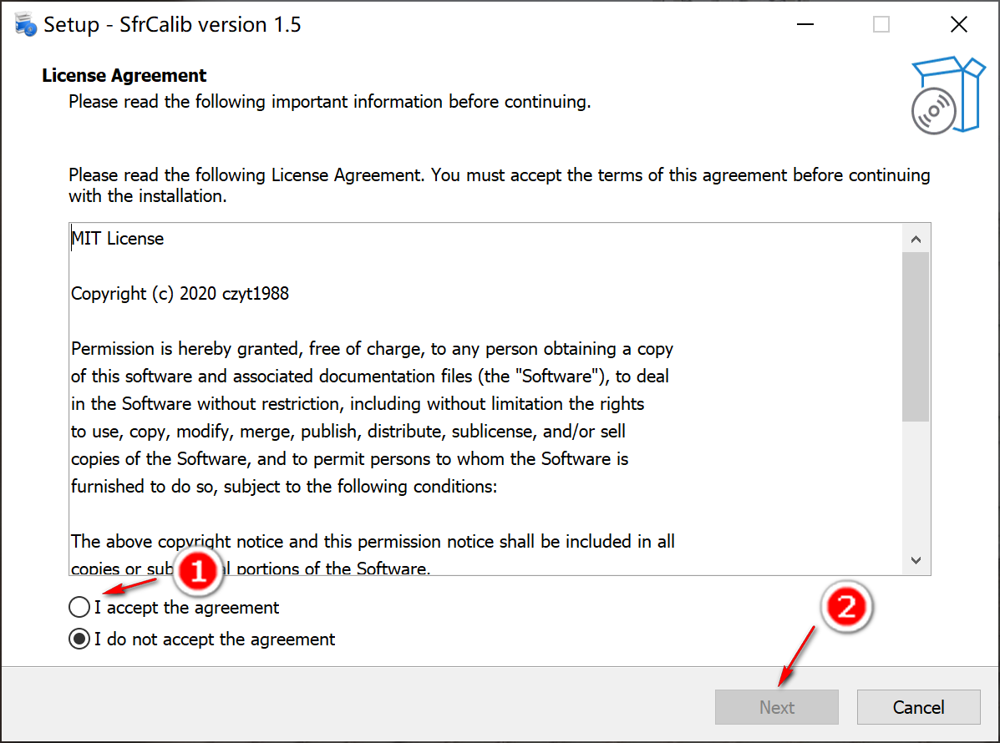 Setup - SfrCalib version 1.5
License Agreement
Please read the following important information before continuing.
Please read the following License Agreement. You must accept the terms of this agreement before continuing
with the installation.
MIT License
Copyright (c) 2020 czyt1988
Permission is hereby granted, free of charge, to any person obtaining a copy
of this software and associated documentation files (the "Software"), to deal
in the Software without restriction, including without limitation the rights
to use, copy, modify, merge, publish, distribute, sublicense, and/or sell
copies of the Software, and to permit persons to whom the Software is
furnished to do so, subject to the following conditions:
The above copyright notice and this permission notice shall be included in all
copies or portions of the Software.
1
I accept the agreement
2
I do not accept the agreement
Next
Cancel